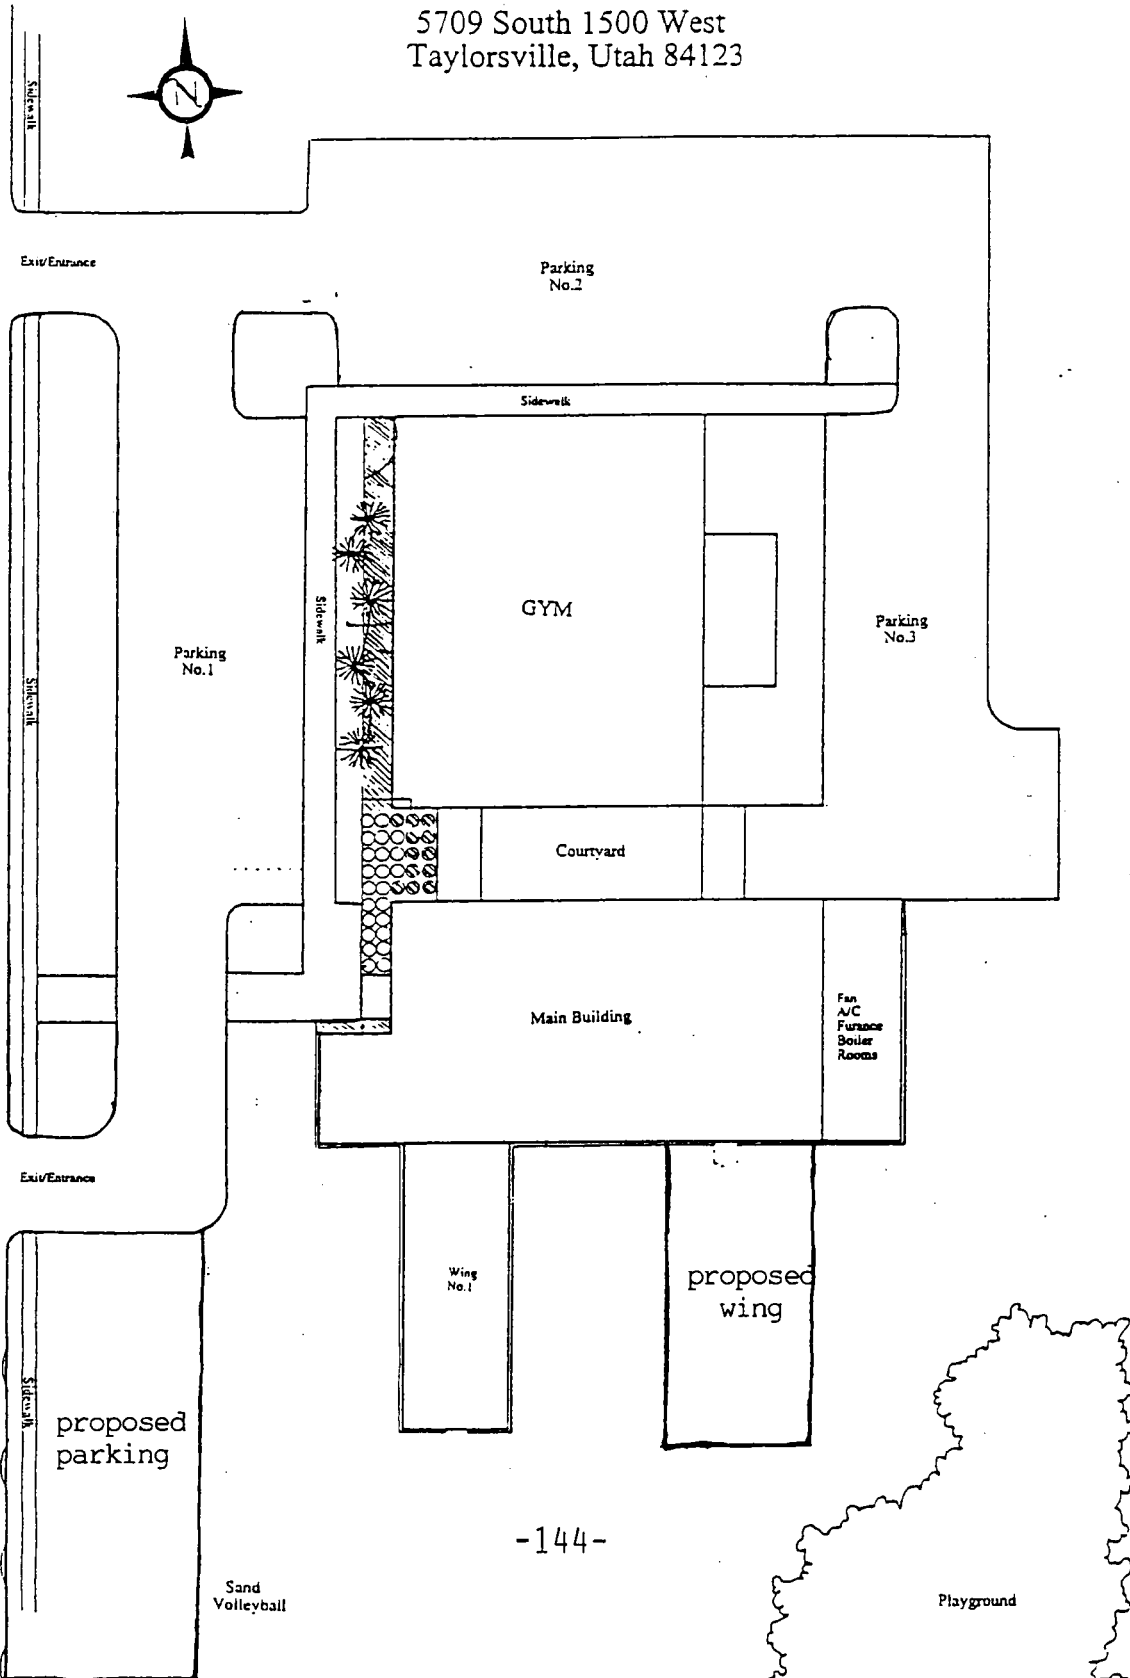 5709 South 1500 West
Taylorsville, Utah 84123
Sidewalk
N
Exit/Entrance
Parking
No.2
Sidewalk
GYM
Sidewalk
Parking
No.3
Parking
No.1
Sidewalk
Courtyard
Main Building
Fan
A/C
Furance
Boiler
Rooms
Exit/Entrance
Wing
No.1
proposed
wing
Sidewalk
proposed
parking
-144-
Sand
Volleyball
Playground